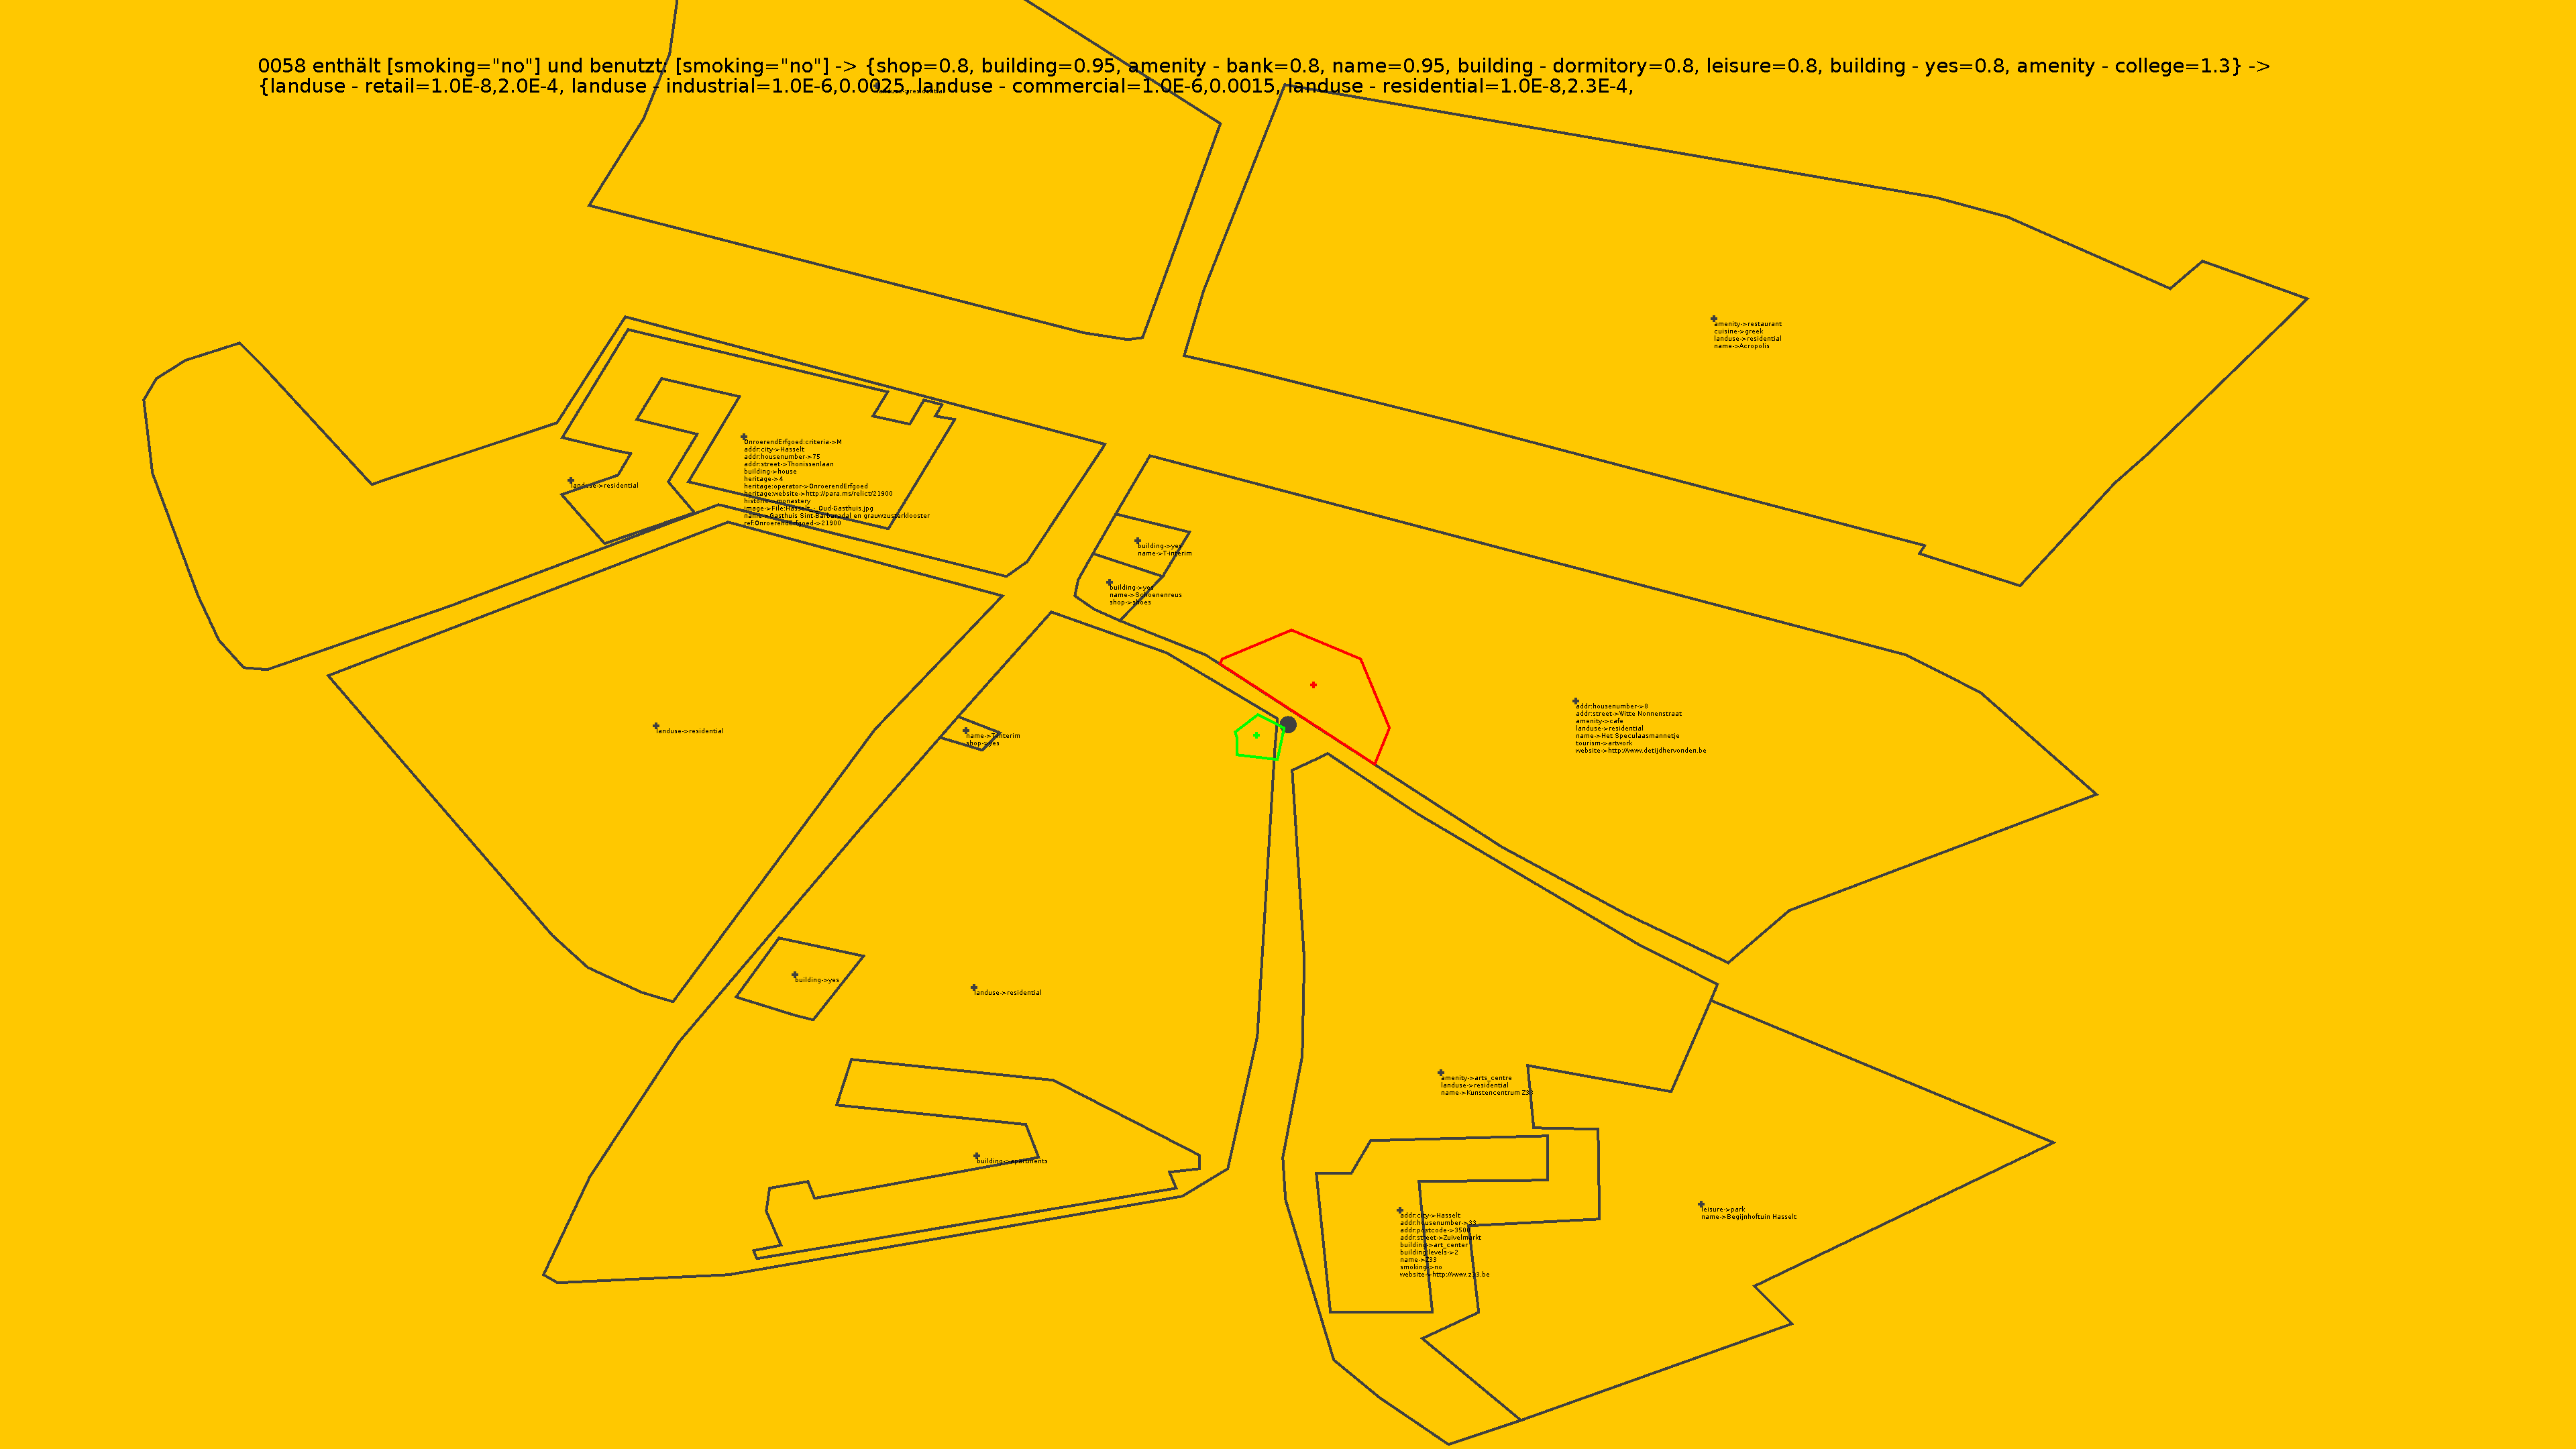 0058 enthält [smoking="no"] und benutzt: [smoking="no"] -> {shop=0.8, building=0.95, amenity - bank=0.8, name=0.95, building - dormitory=0.8, leisure=0.8, building - yes=0.8, amenity - college=1.3} ->
{landuse - retail=1.0E-8,2.0E-4, landuse - industrial=1.0E-6,0.0025, landuse - commercial=1.0E-6,0.0015, landuse - residential=1.0E-8,2.3E-4,
landuse->residential
amenity->restaurant
cuisine->greek
landuse->residential
name->Acropolis
OnroerendErfgoed:criteria->M
addr:city->Hasselt
addr:housenumber->75
addr:street->Thonissenlaan
building->house
heritage->4
heritage:operator->OnroerendErfgoed
heritage:website->http://para.ms/relict/21900
historic->monastery
image->File:Hasselt - Oud-Gasthuis.jpg
name->Gasthuis Sint-Barbaradal en grauwzusterklooster
ref:OnroerendErfgoed->21900
landuse->residential
building->yes
name->T-interim
building->yes
name->Schoenenreus
shop->shoes
addr:housenumber->8
addr:street->Witte Nonnenstraat
amenity->cafe
landuse->residential
name->Het Speculaasmannetje
tourism->artwork
website->http://www.detijdhervonden.be
landuse->residential
name->T-interim
shop->yes
building->yes
landuse->residential
amenity->arts_centre
landuse->residential
name->Kunstencentrum Z33
building->apartments
leisure->park
name->Begijnhoftuin Hasselt
addr:city->Hasselt
addr:housenumber->33
addr:postcode->3500
addr:street->Zuivelmarkt
building->art_center
building:levels->2
name->Z33
smoking->no
website->http://www.z33.be